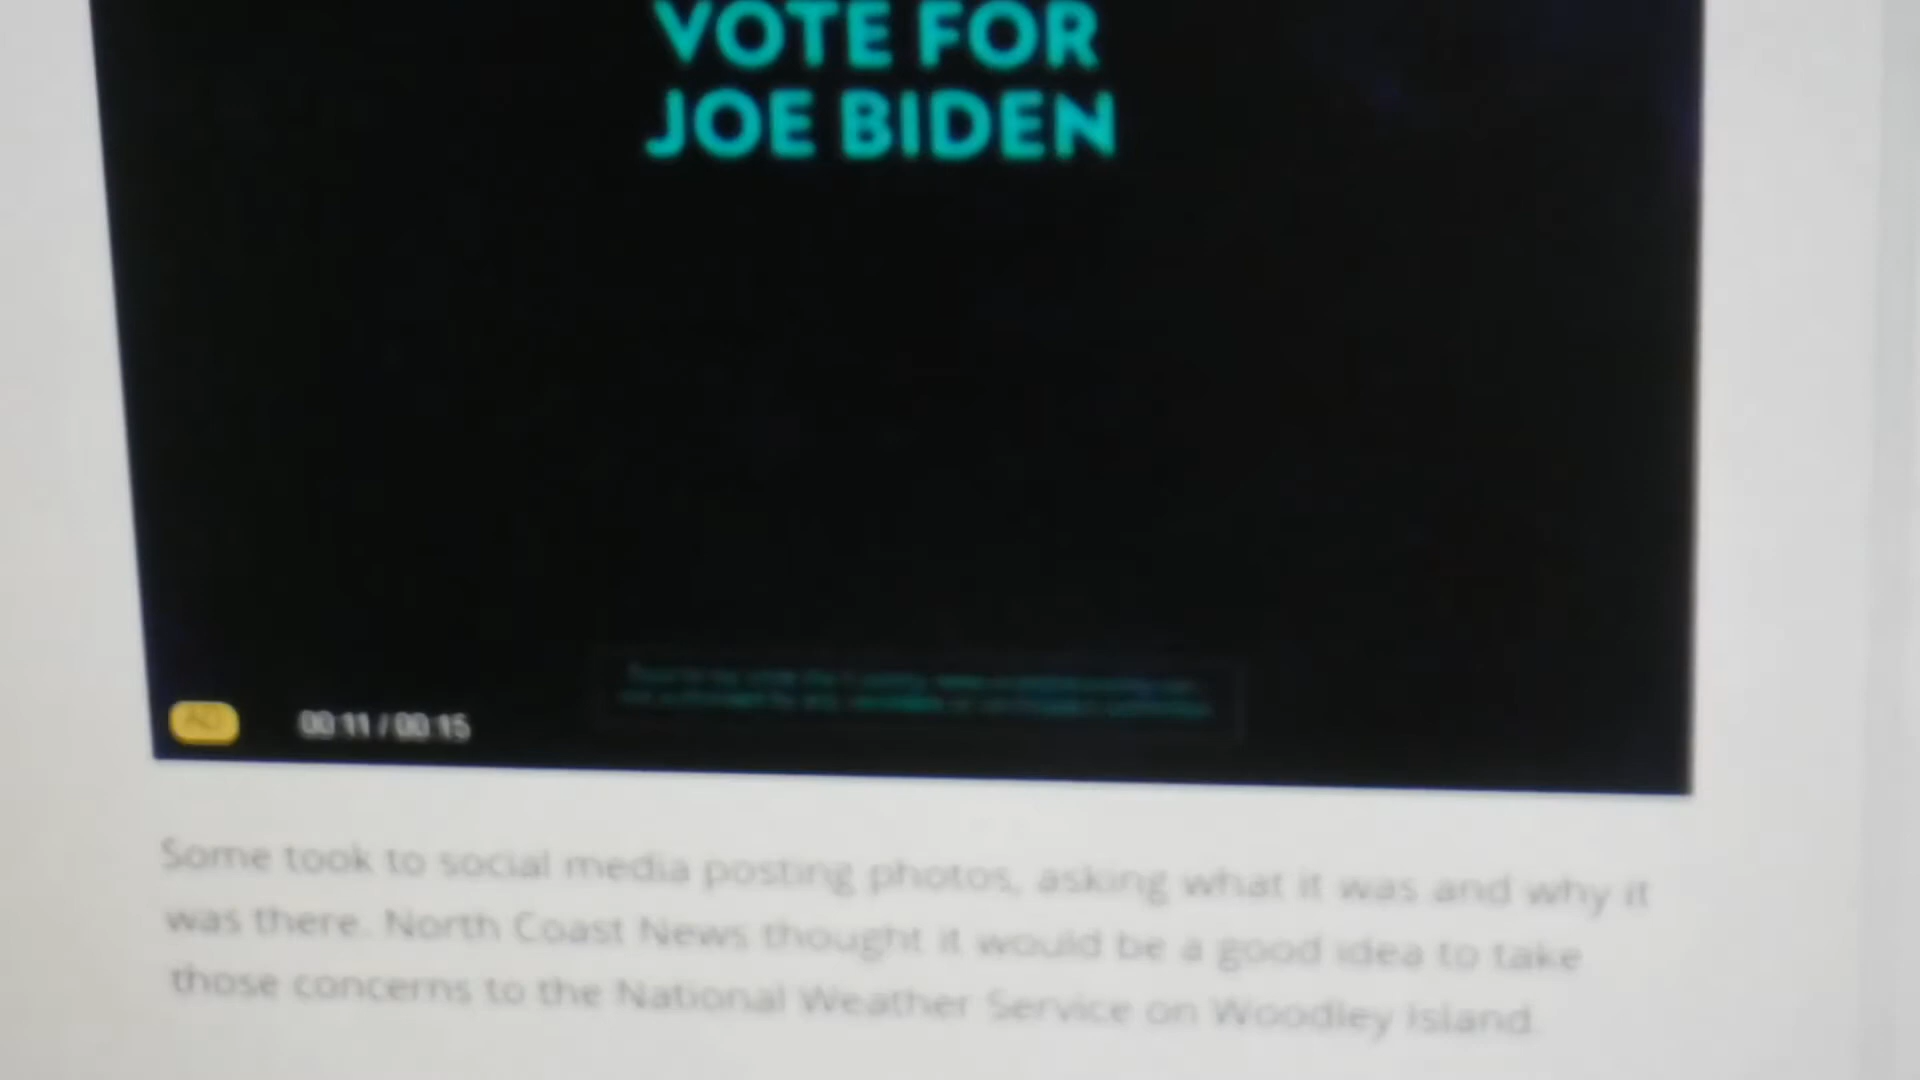 VOTE FOR
JOE BIDEN
AD
00:11 / 00:15
Some took to social media posting photos, asking what it was and why it
was there. North Coast News thought it would be a good idea to take
those concerns to the National Weather Service on Woodley Island.